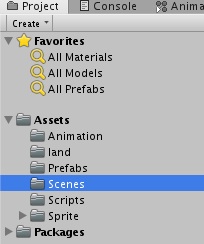 Project Console Anima
Create
Favorites
All Materials
All Models
All Prefabs
Assets
Animation
land
Prefabs
Scenes
Scripts
Sprite
Packages